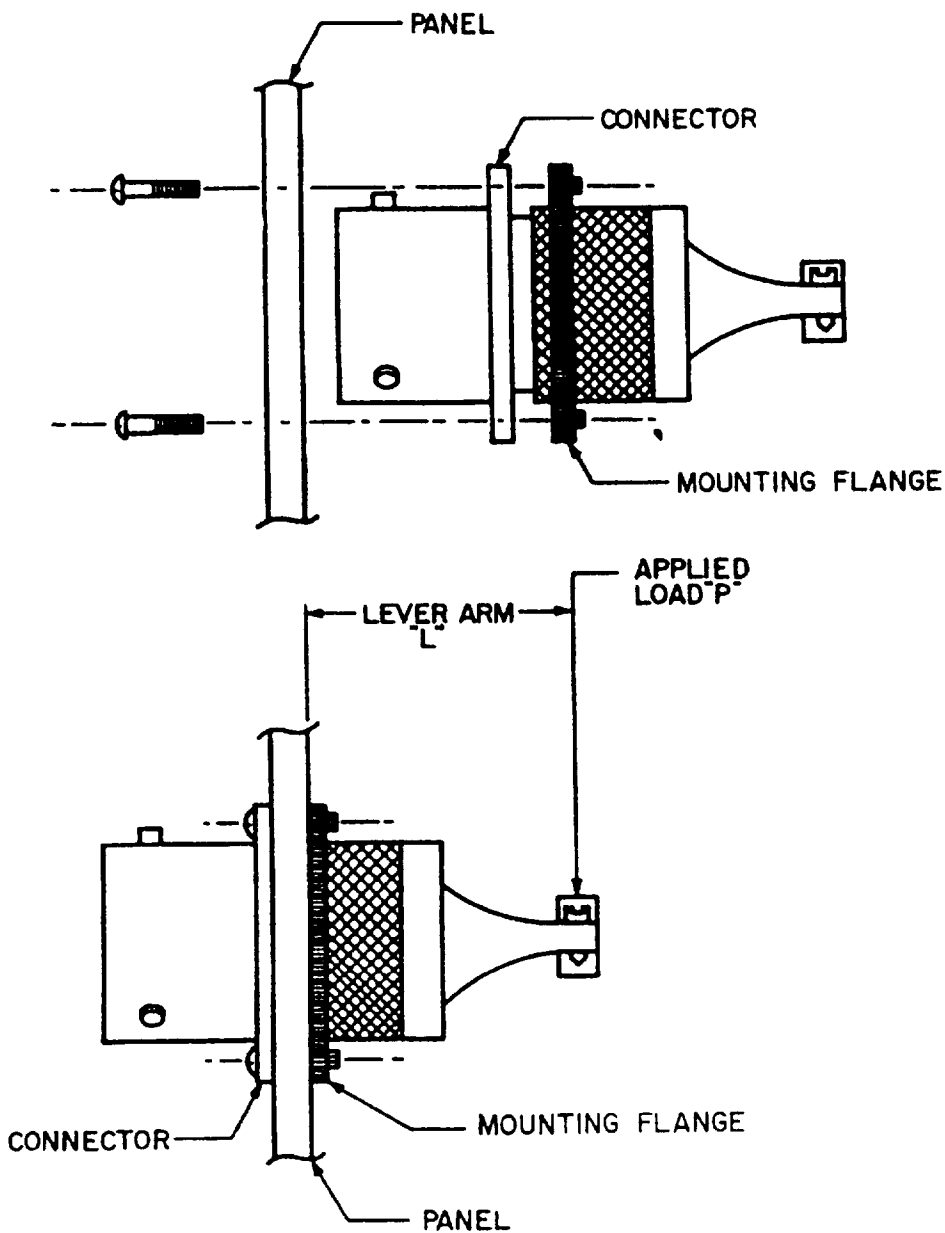 PANEL
CONNECTOR
MOUNTING FLANGE
APPLIED
LOAD "P"
LEVER ARM
"L"
CONNECTOR
MOUNTING FLANGE
PANEL